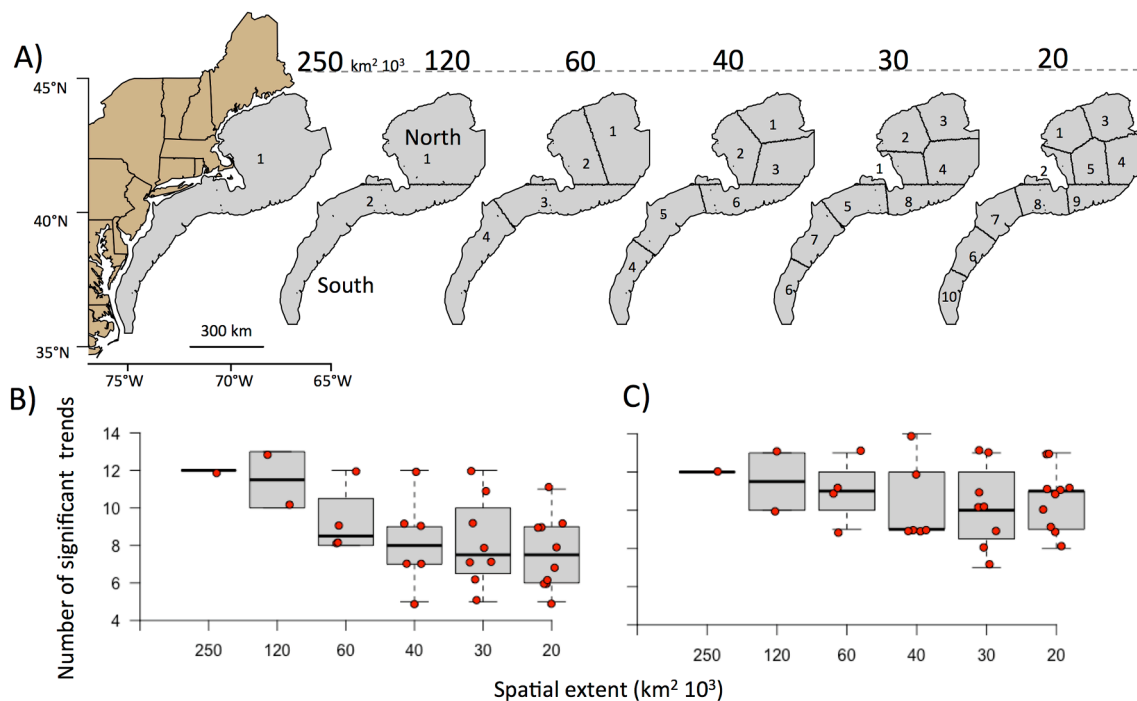 A)
250 km² 10³ 120 60 40 30 20
45°N
40°N
35°N
1
North
1
2
South
1
2
3
4
1
2
3
4
5
6
1
2
3
4
5
6
7
8
1
2
3
4
5
6
7
8
9
10
300 km
75°W 70°W 65°W
B)
C)
Number of significant trends
14
12
10
8
6
4
250 120 60 40 30 20
250 120 60 40 30 20
Spatial extent (km² 10³)